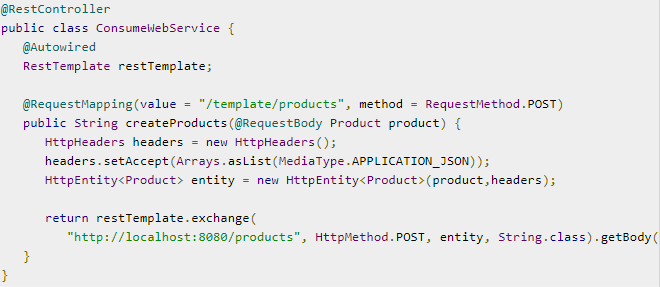 @RestController
public class ConsumeWebService {
@Autowired
RestTemplate restTemplate;
@RequestMapping(value = "/template/products", method = RequestMethod.POST)
public String createProducts(@RequestBody Product product) {
HttpHeaders headers = new HttpHeaders();
headers.setAccept(Arrays.asList(MediaType.APPLICATION_JSON));
HttpEntity<Product> entity = new HttpEntity<Product>(product,headers);
return restTemplate.exchange(
"http://localhost:8080/products", HttpMethod.POST, entity, String.class).getBody(
}
}